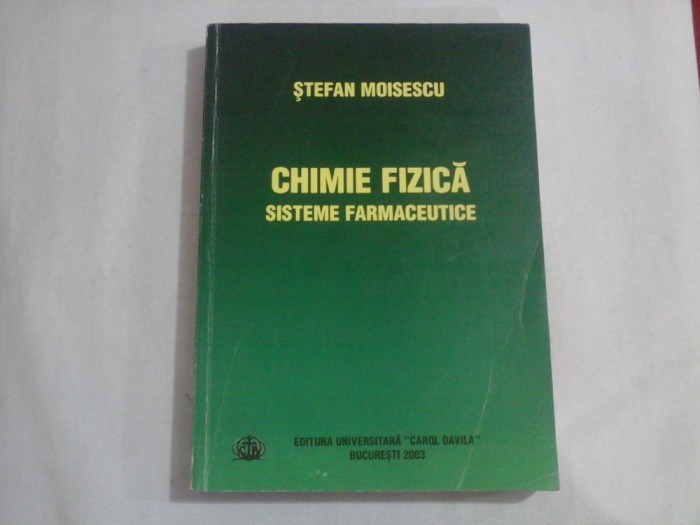 ŞTEFAN MOISESCU
CHIMIE FIZICĂ
SISTEME FARMACEUTICE
EDITURA UNIVERSITARĂ "CAROL DAVILA"
BUCUREŞTI 2003